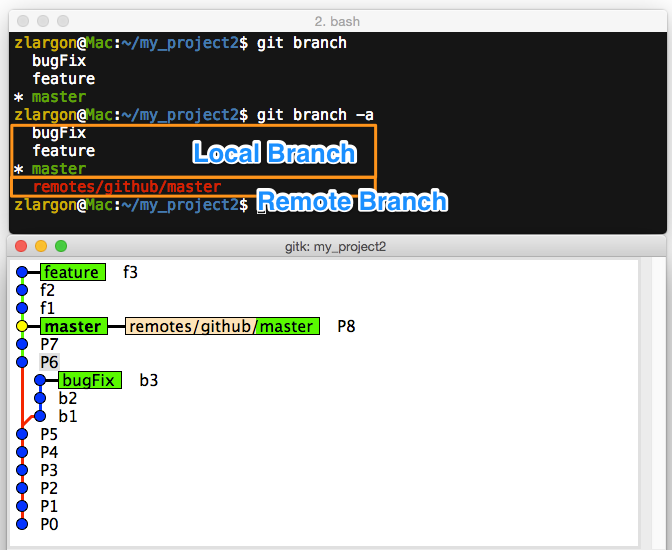 2. bash
zlargon@Mac:~/my_project2$ git branch
bugFix
feature
* master
zlargon@Mac:~/my_project2$ git branch -a
bugFix
feature
Local Branch
* master
remotes/github/master
zlargon@Mac:~/my_project2$
Remote Branch
gitk: my_project2
feature f3
f2
f1
master remotes/github/master P8
P7
P6
bugFix b3
b2
b1
P5
P4
P3
P2
P1
P0